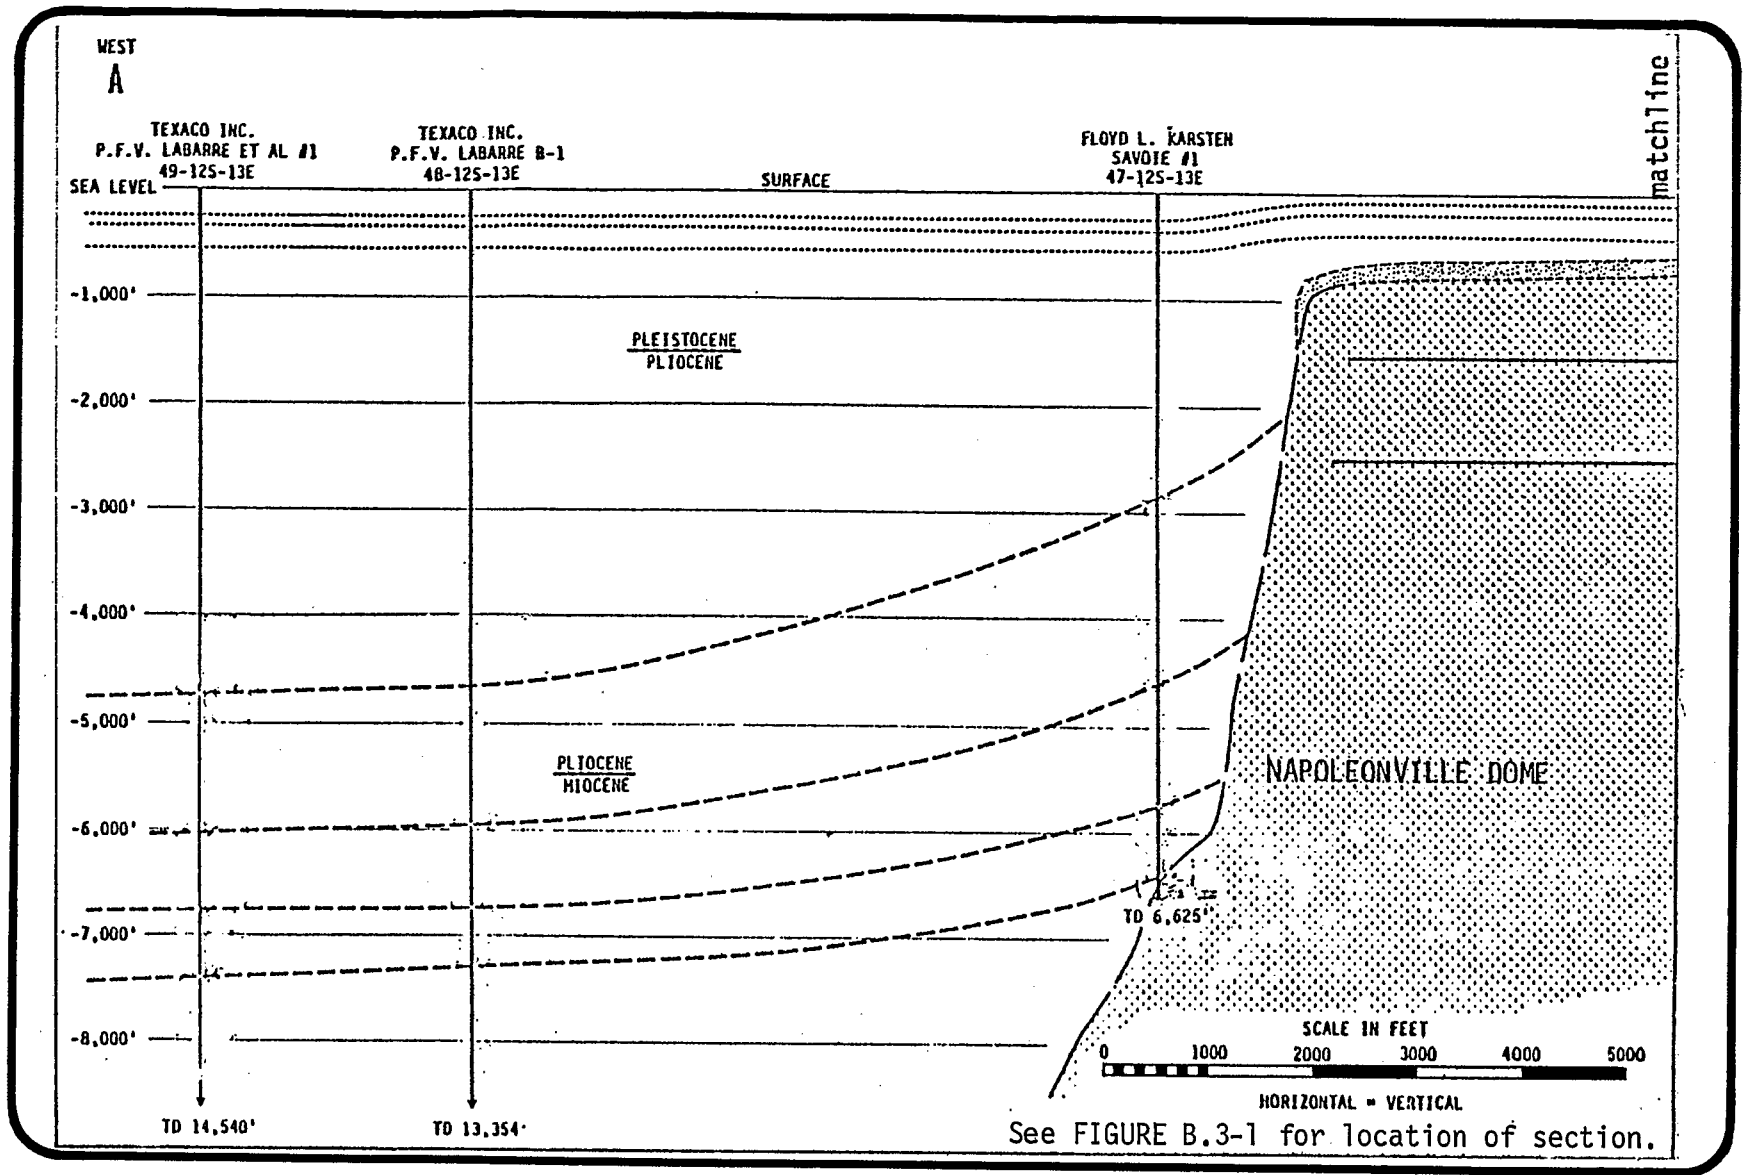 WEST
A
matchline
TEXACO INC.
P.F.V. LABARRE ET AL #1
49-12S-13E
TEXACO INC.
P.F.V. LABARRE B-1
48-12S-13E
FLOYD L. KARSTEN
SAVOIE #1
47-12S-13E
SEA LEVEL
SURFACE
-1,000'
PLEISTOCENE
PLIOCENE
-2,000'
-3,000'
-4,000'
-5,000'
PLIOCENE
MIOCENE
NAPOLEONVILLE DOME
-6,000'
TD 6,625'
-7,000'
-8,000'
SCALE IN FEET
0 1000 2000 3000 4000 5000
HORIZONTAL = VERTICAL
TD 14,540'
TD 13,354'
See FIGURE B.3-1 for location of section.